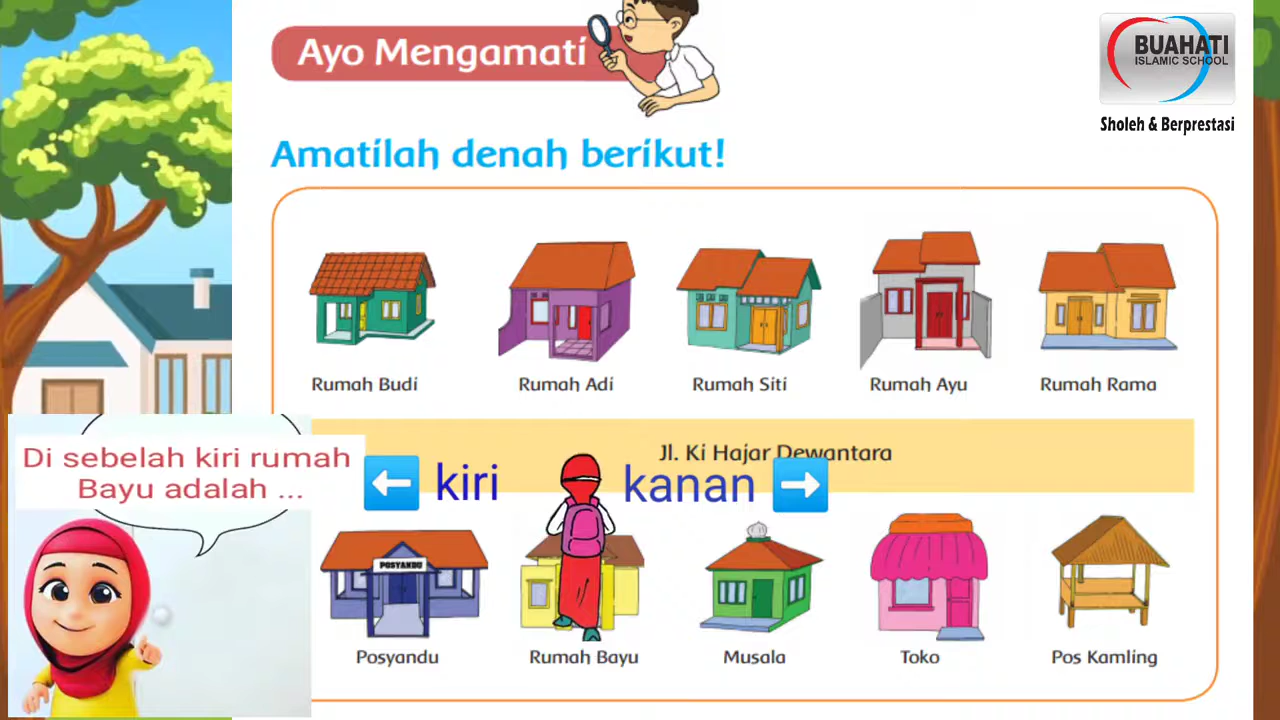 Ayo Mengamati
BUAHATI
ISLAMIC SCHOOL
Sholeh & Berprestasi
Amatilah denah berikut!
Rumah Budi
Rumah Adi
Rumah Siti
Rumah Ayu
Rumah Rama
Jl. Ki Hajar Dewantara
Di sebelah kiri rumah
Bayu adalah ...
kiri
kanan
POSYANDU
Posyandu
Rumah Bayu
Musala
Toko
Pos Kamling